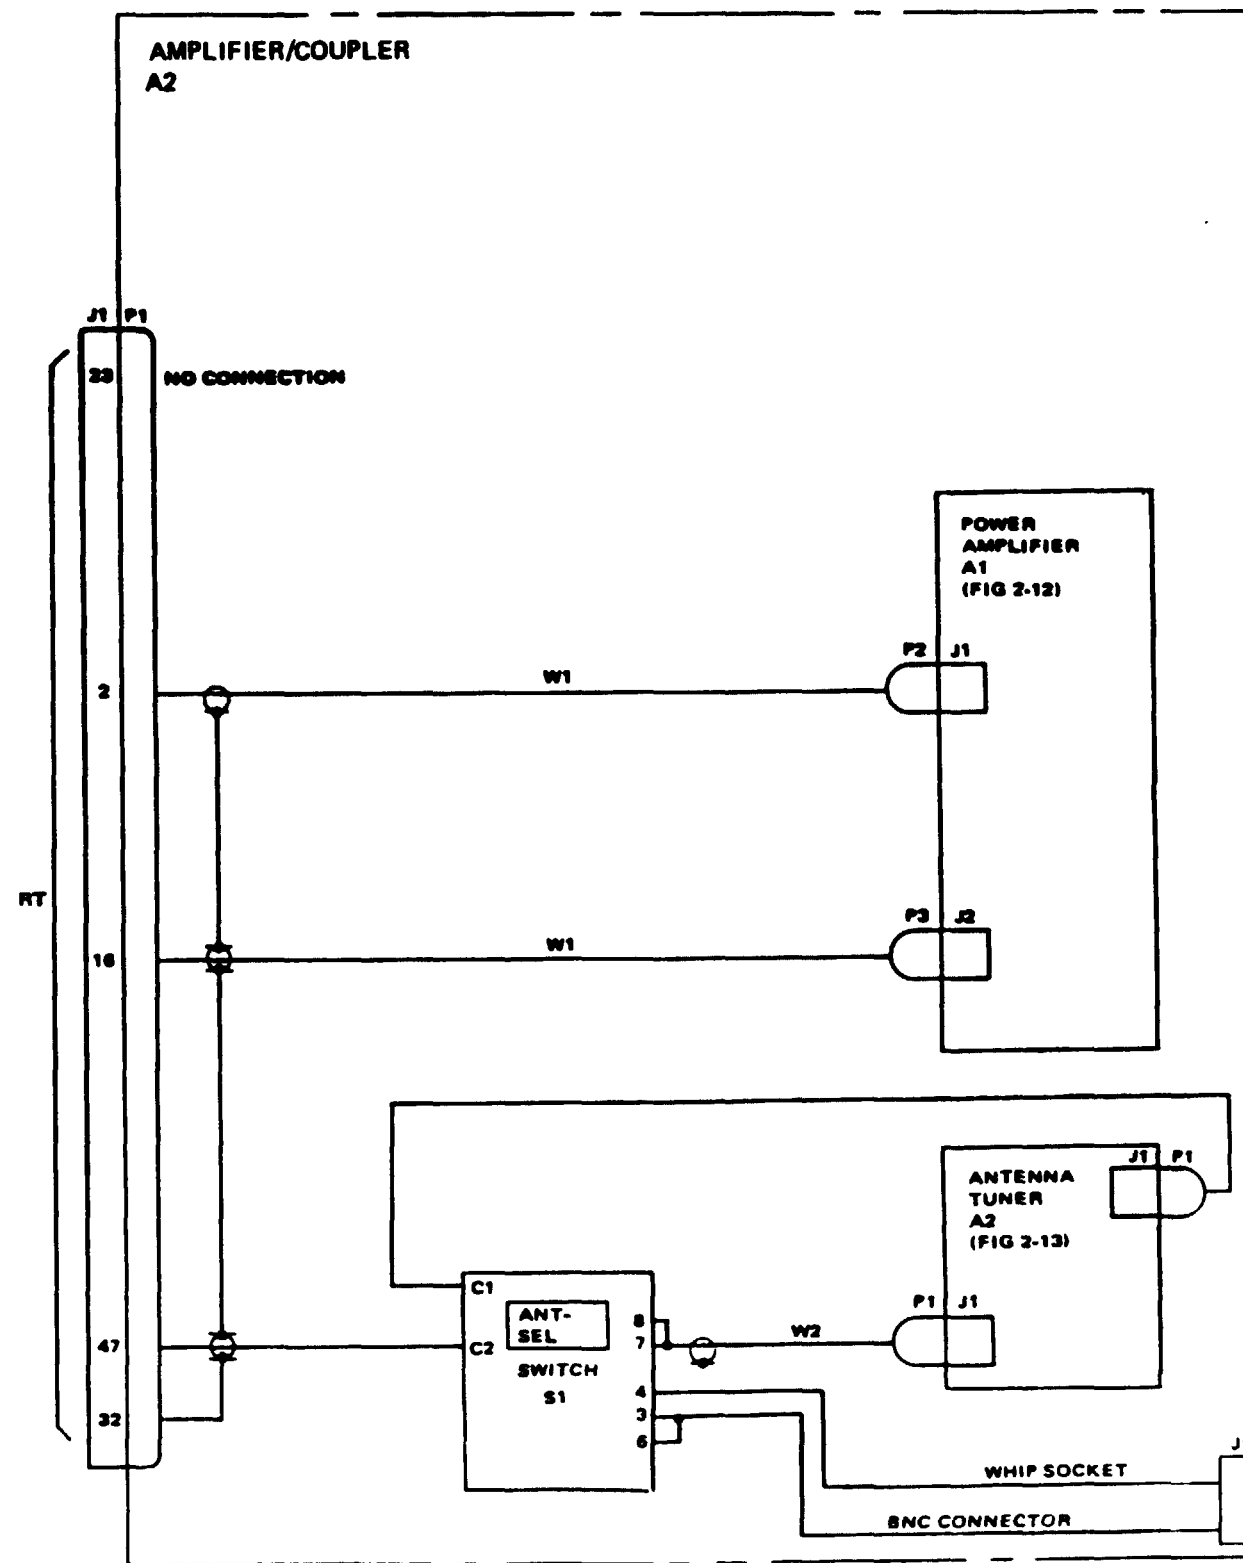 AMPLIFIER/COUPLER
A2
J1 P1
33 NO CONNECTION
POWER
AMPLIFIER
A1
(FIG 2-12)
P2 J1
2 W1
RT
P3 J2
16 W1
J1 P1
ANTENNA
TUNER
A2
(FIG 2-13)
C1
ANT-
SEL
8
P1 J1
47 C2 7 W2
SWITCH
S1
4
32 3
6
J
WHIP SOCKET
BNC CONNECTOR